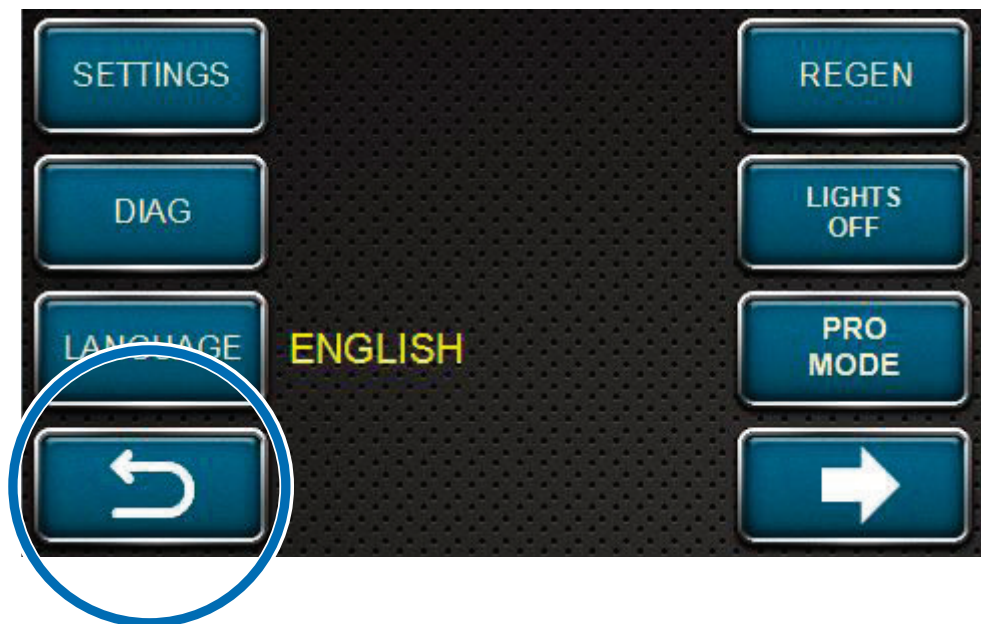 SETTINGS
REGEN
DIAG
LIGHTS
OFF
LANGUAGE
ENGLISH
PRO
MODE